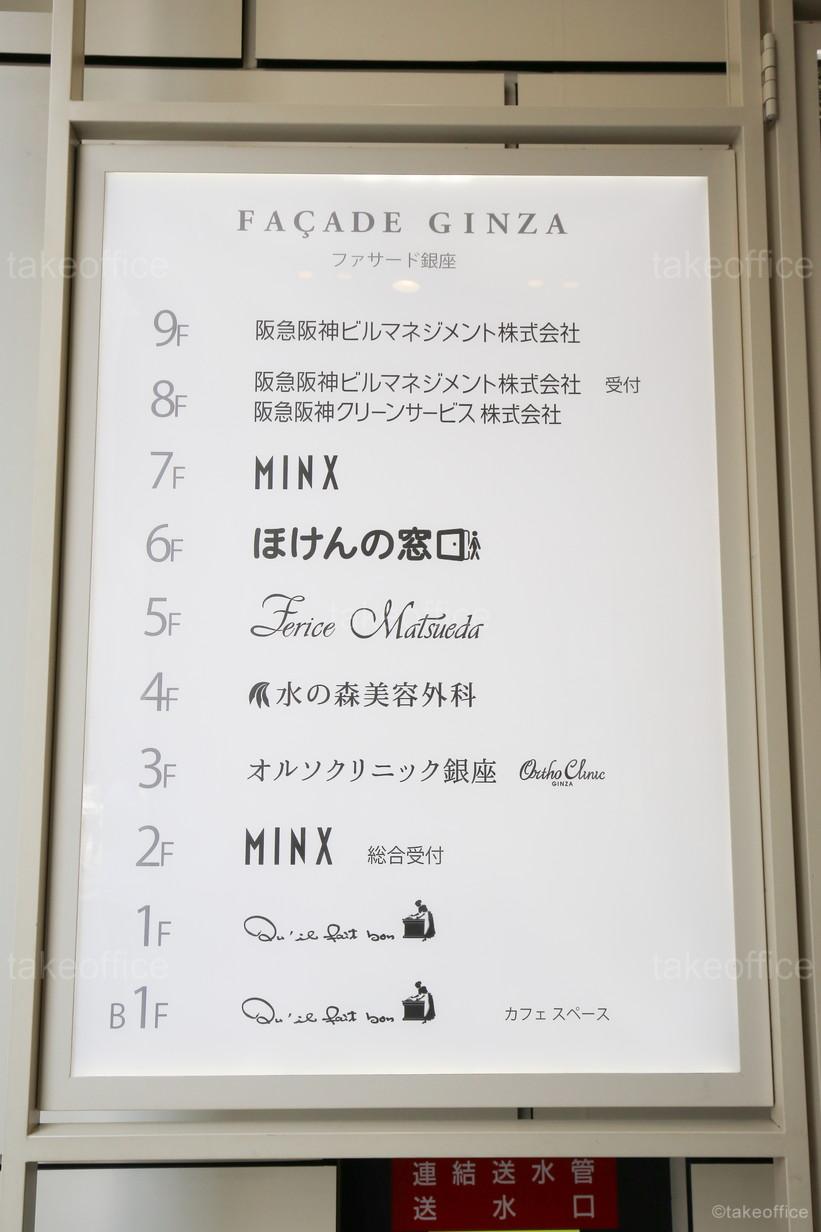 FAÇADE GINZA
ファサード銀座
takeoffice takeoffice
9F 阪急阪神ビルマネジメント株式会社
8F 阪急阪神ビルマネジメント株式会社 受付
阪急阪神クリーンサービス 株式会社
7F MINX
6F ほけんの窓口
takeoffice
5F Ferice Matsueda
4F 水の森美容外科
3F オルソクリニック銀座 Ortho Clinic
GINZA
2F MINX 総合受付
1F Qu'il fait bon
takeoffice takeoffice
B1F Qu'il fait bon カフェ スペース
連結送水管
送水口
©takeoffice